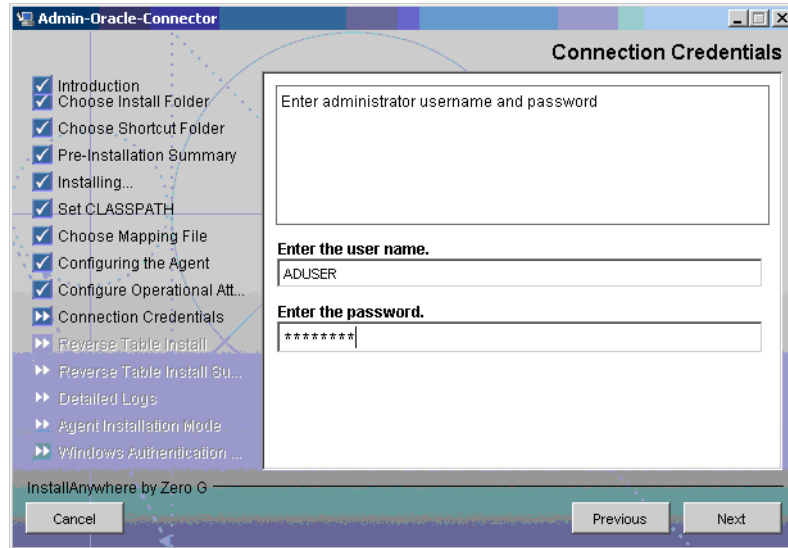 Admin-Oracle-Connector
Connection Credentials
Introduction
Choose Install Folder
Choose Shortcut Folder
Pre-Installation Summary
Installing...
Set CLASSPATH
Choose Mapping File
Configuring the Agent
Configure Operational Att...
Connection Credentials
Reverse Table Install
Reverse Table Install Su...
Detailed Logs
Agent Installation Mode
Windows Authentication ...
Enter administrator username and password
Enter the user name.
ADUSER
Enter the password.
********
InstallAnywhere by Zero G
Cancel
Previous
Next